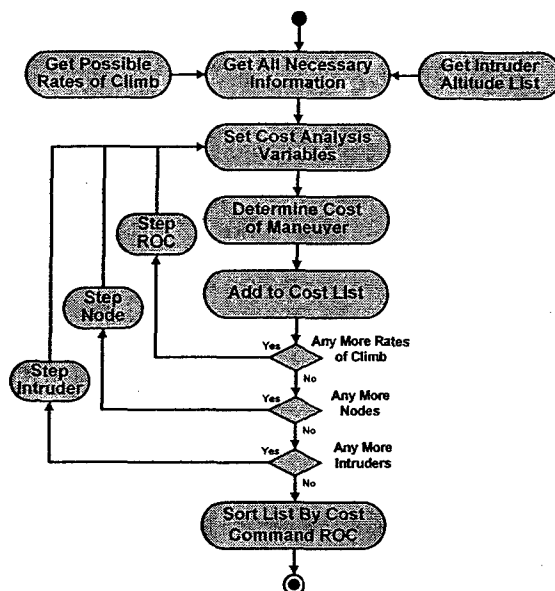 Get Possible
Rates of Climb
Get All Necessary
Information
Get Intruder
Altitude List
Set Cost Analysis
Variables
Determine Cost
of Maneuver
Step
ROC
Add to Cost List
Step
Node
Yes
Any More Rates
of Climb
No
Step
Intruder
Yes
Any More
Nodes
No
Yes
Any More
Intruders
No
Sort List By Cost
Command ROC